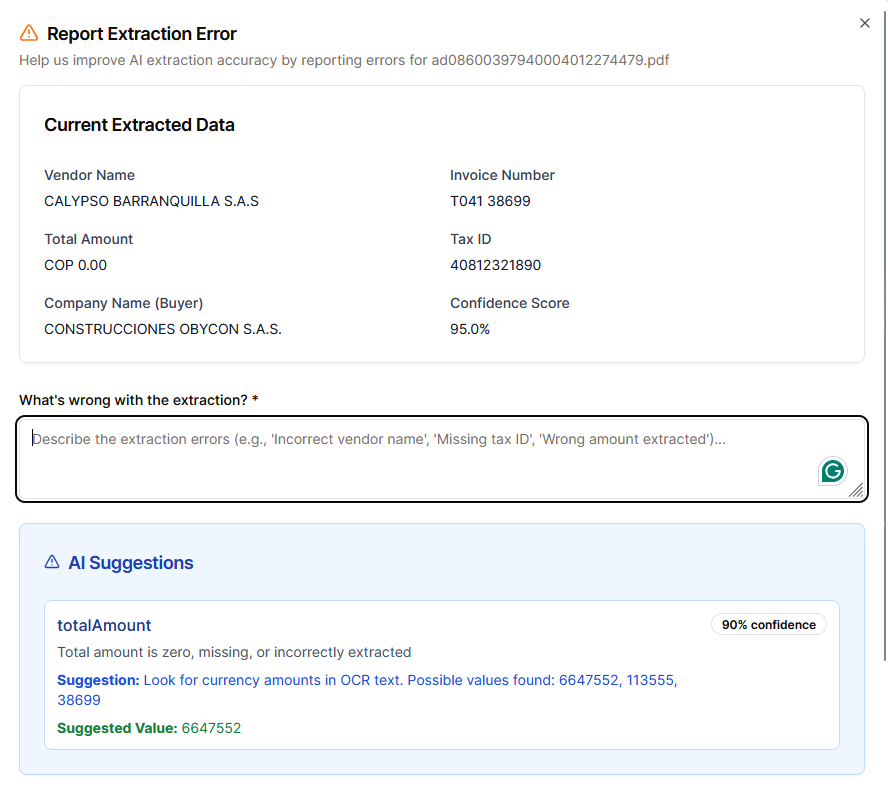 Report Extraction Error
Help us improve AI extraction accuracy by reporting errors for ad08600397940004012274479.pdf
Current Extracted Data
Vendor Name
CALYPSO BARRANQUILLA S.A.S
Invoice Number
T041 38699
Total Amount
COP 0.00
Tax ID
40812321890
Company Name (Buyer)
CONSTRUCCIONES OBYCON S.A.S.
Confidence Score
95.0%
What's wrong with the extraction? *
Describe the extraction errors (e.g., 'Incorrect vendor name', 'Missing tax ID', 'Wrong amount extracted')...
AI Suggestions
totalAmount
90% confidence
Total amount is zero, missing, or incorrectly extracted
Suggestion: Look for currency amounts in OCR text. Possible values found: 6647552, 113555,
38699
Suggested Value: 6647552